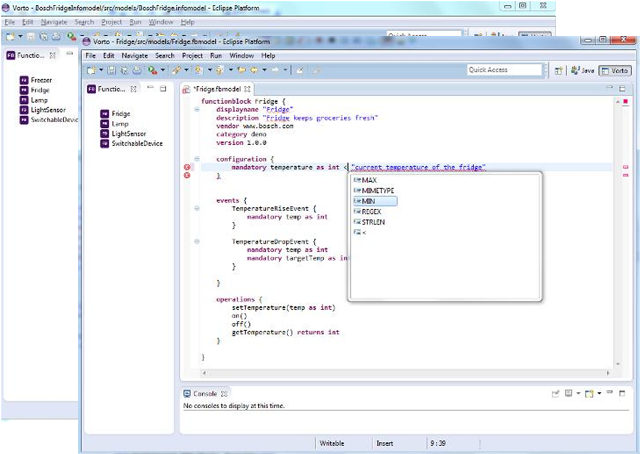 Vorto - BoschFridgeInfomodel/src/models/BoschFridge.infomodel - Eclipse Platform
File Edit Navigate Search Project Run Window Help
Functio...
Freezer
Fridge
Lamp
LightSensor
SwitchableDevice
Vorto - Fridge/src/models/Fridge.fbmodel - Eclipse Platform
File Edit Navigate Search Project Run Window Help
Quick Access
Java
Vorto
Functio...
Fridge
Lamp
LightSensor
SwitchableDevice
*Fridge.fbmodel
functionblock Fridge {
displayname "Fridge"
description "Fridge keeps groceries fresh"
vendor www.bosch.com
category demo
version 1.0.0
configuration {
mandatory temperature as int < "current temperature of the fridge"
}
MAX
MIMETYPE
MIN
REGEX
STRLEN
<
events {
TemperatureRiseEvent {
mandatory temp as int
}
TemperatureDropEvent {
mandatory temp as int
mandatory targetTemp as int
}
}
operations {
setTemperature(temp as int)
on()
off()
getTemperature() returns int
}
}
Console
No consoles to display at this time.
Writable Insert 9:39